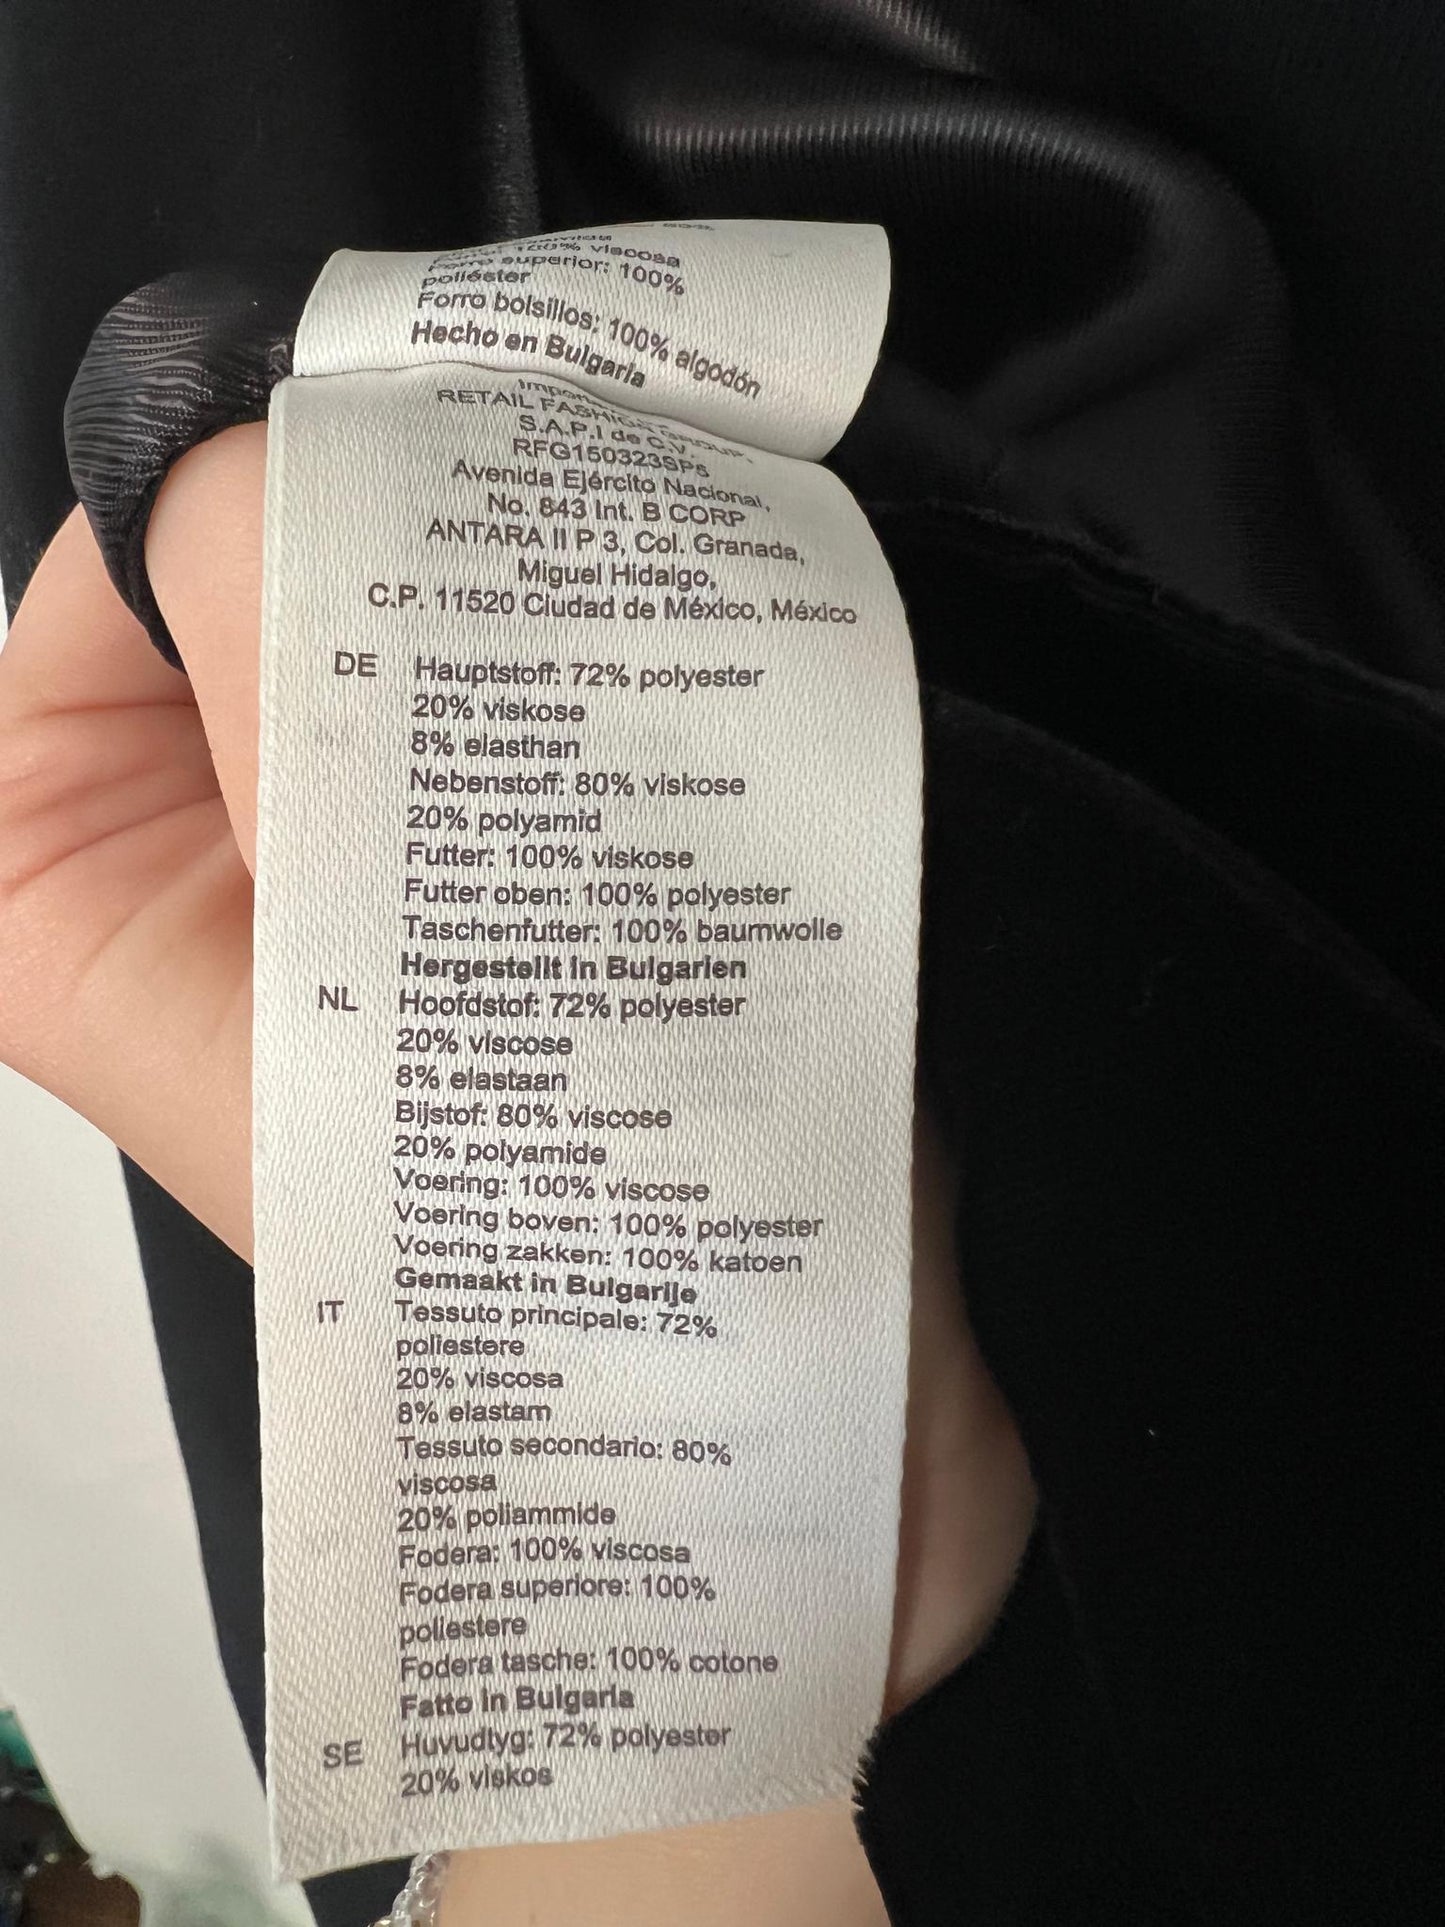 100% viscosa
Forro superior: 100%
poliéster
Forro bolsillos: 100% algodón
Hecho en Bulgaria
RETAIL FASHION GROUP,
S.A.P.I de C.V.
RFG150323SP5
Avenida Ejército Nacional,
No. 843 Int. B CORP
ANTARA II P 3, Col. Granada,
Miguel Hidalgo,
C.P. 11520 Ciudad de México, México
DE Hauptstoff: 72% polyester
20% viskose
8% elasthan
Nebenstoff: 80% viskose
20% polyamid
Futter: 100% viskose
Futter oben: 100% polyester
Taschenfutter: 100% baumwolle
Hergestellt in Bulgarien
NL Hoofdstof: 72% polyester
20% viscose
8% elastaan
Bijstof: 80% viscose
20% polyamide
Voering: 100% viscose
Voering boven: 100% polyester
Voering zakken: 100% katoen
Gemaakt in Bulgarije
IT Tessuto principale: 72%
poliestere
20% viscosa
8% elastam
Tessuto secondario: 80%
viscosa
20% poliammide
Fodera: 100% viscosa
Fodera superiore: 100%
poliestere
Fodera tasche: 100% cotone
Fatto in Bulgaria
SE Huvudtyg: 72% polyester
20% viskos